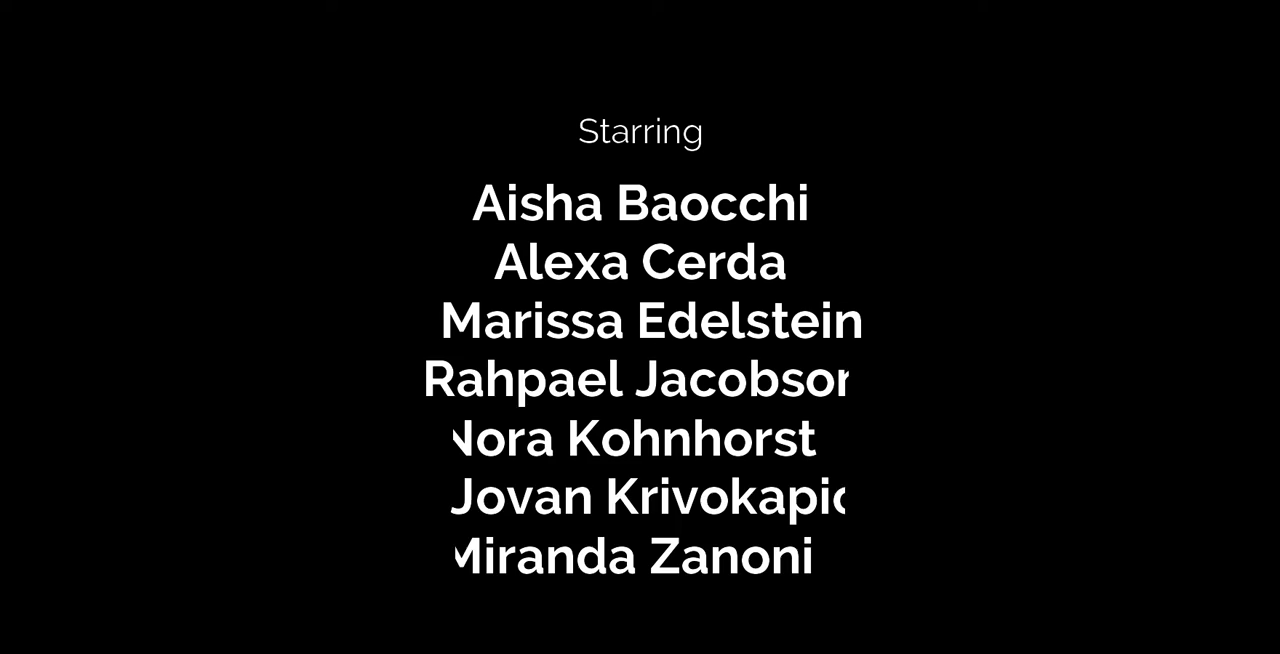 Starring
Aisha Baocchi
Alexa Cerda
Marissa Edelstein
Rahpael Jacobson
Nora Kohnhorst
Jovan Krivokapic
Miranda Zanoni